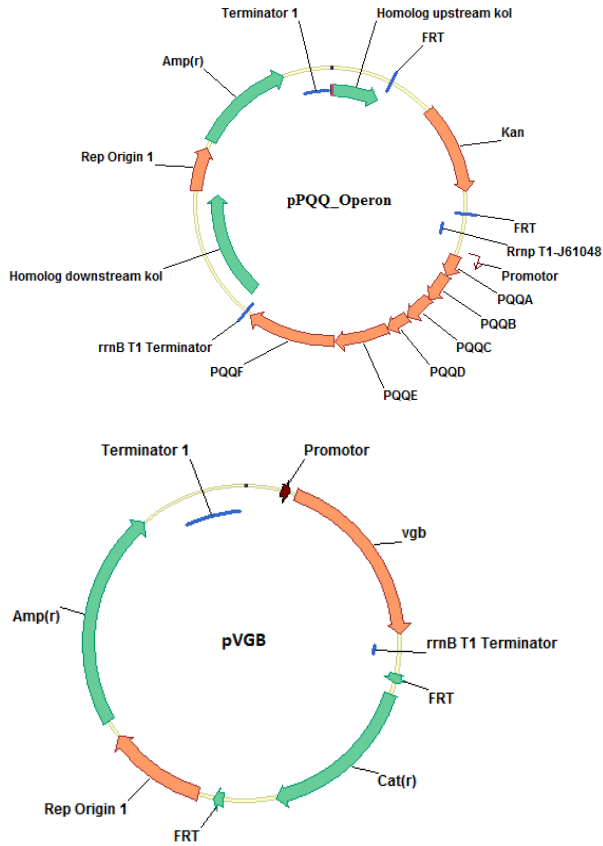 Terminator 1
Homolog upstream kol
FRT
Amp(r)
Kan
Rep Origin 1
pPQQ_Operon
FRT
Rrnp T1-J61048
Homolog downstream kol
Promotor
PQQA
PQQB
rrnB T1 Terminator
PQQC
PQQF
PQQD
PQQE
Terminator 1
Promotor
vgb
Amp(r)
pVGB
rrnB T1 Terminator
FRT
Cat(r)
Rep Origin 1
FRT